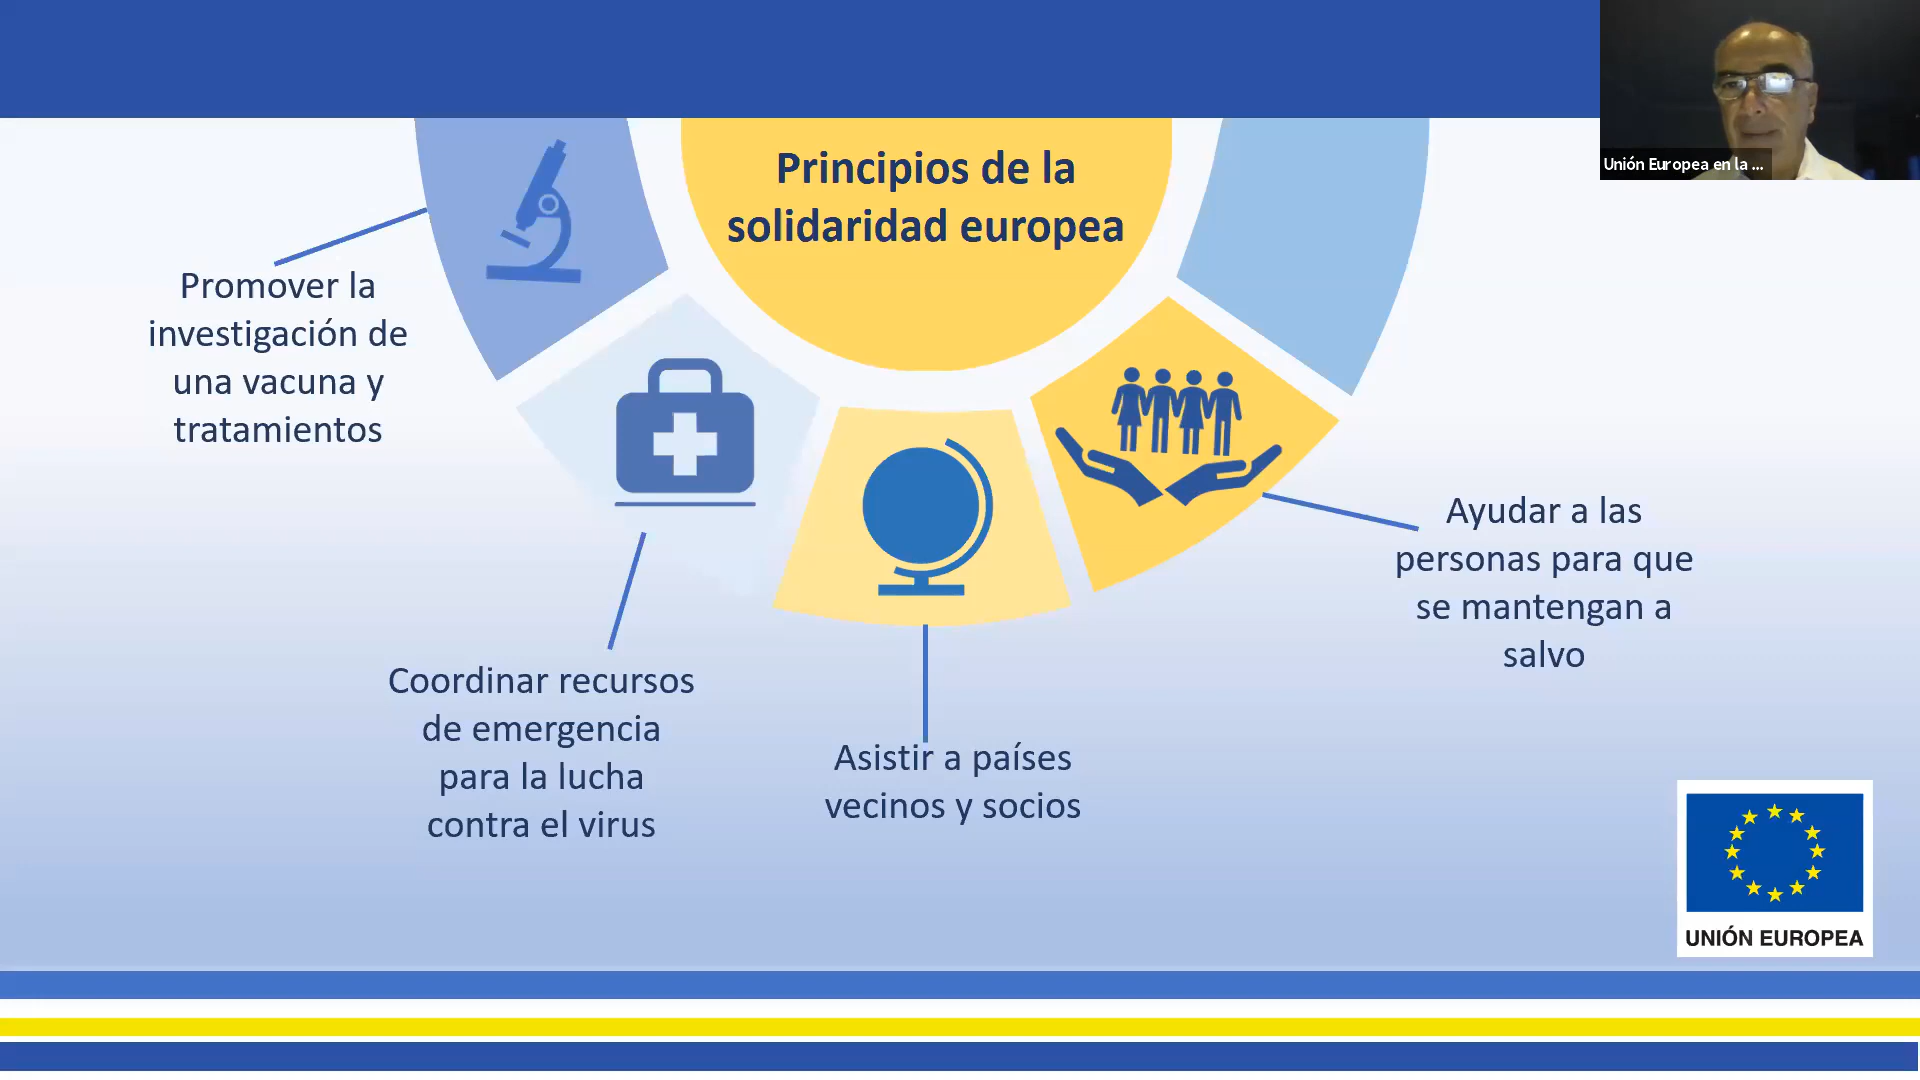 Unión Europea en la ...
Principios de la
solidaridad europea
Promover la
investigación de
una vacuna y
tratamientos
Coordinar recursos
de emergencia
para la lucha
contra el virus
Asistir a países
vecinos y socios
Ayudar a las
personas para que
se mantengan a
salvo
UNIÓN EUROPEA